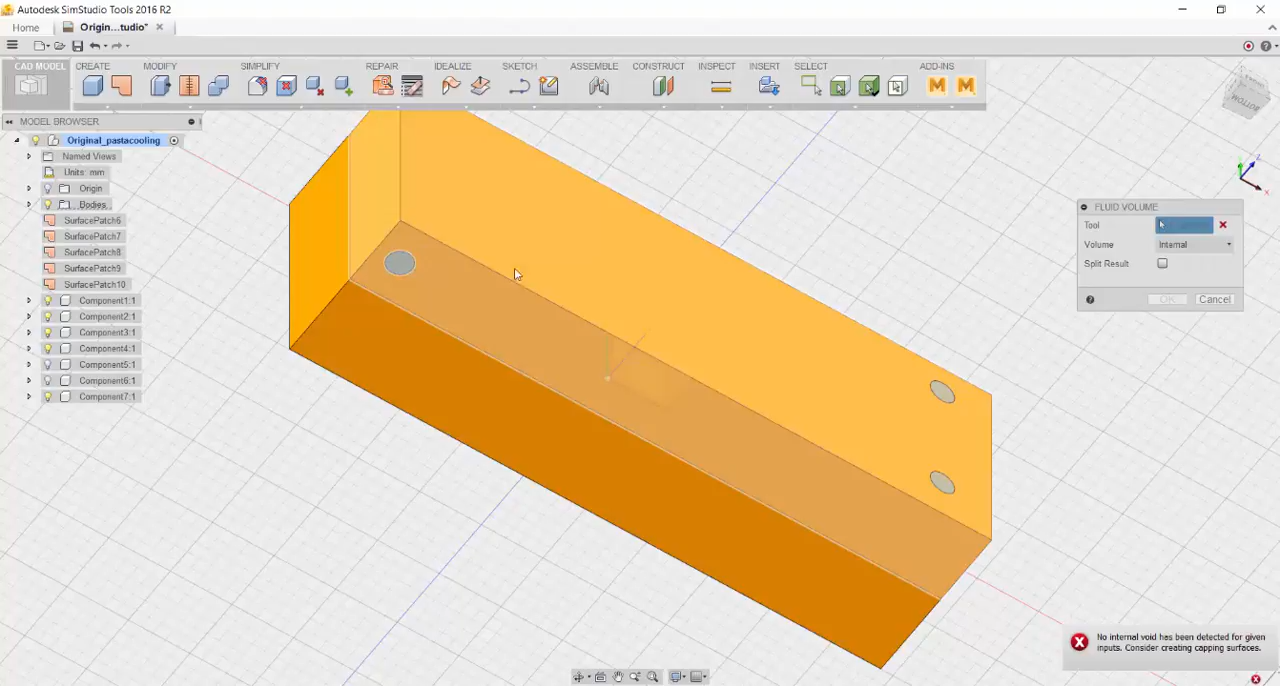 Autodesk SimStudio Tools 2016 R2
Home
Origin...tudio*
CAD MODEL
CREATE
MODIFY
SIMPLIFY
REPAIR
IDEALIZE
SKETCH
ASSEMBLE
CONSTRUCT
INSPECT
INSERT
SELECT
ADD-INS
MODEL BROWSER
Original_pastacooling
Named Views
Units: mm
Origin
Bodies
SurfacePatch6
SurfacePatch7
SurfacePatch8
SurfacePatch9
SurfacePatch10
Component1:1
Component2:1
Component3:1
Component4:1
Component5:1
Component6:1
Component7:1
BOTTOM
Z
X
FLUID VOLUME
Tool
Volume
Internal
Split Result
OK
Cancel
No internal void has been detected for given
inputs. Consider creating capping surfaces.